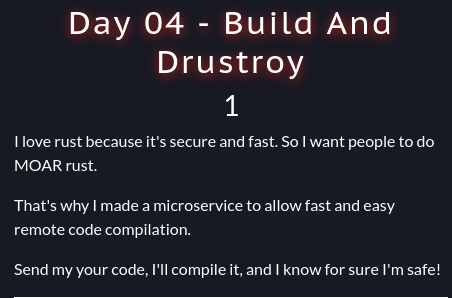 Day 04 - Build And
Drustroy
1
I love rust because it's secure and fast. So I want people to do
MOAR rust.
That's why I made a microservice to allow fast and easy
remote code compilation.
Send my your code, I'll compile it, and I know for sure I'm safe!